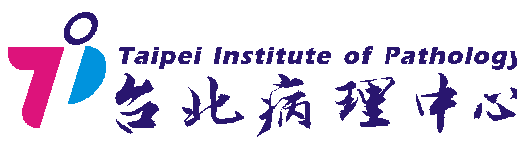 Taipei Institute of Pathology
台北病理中心